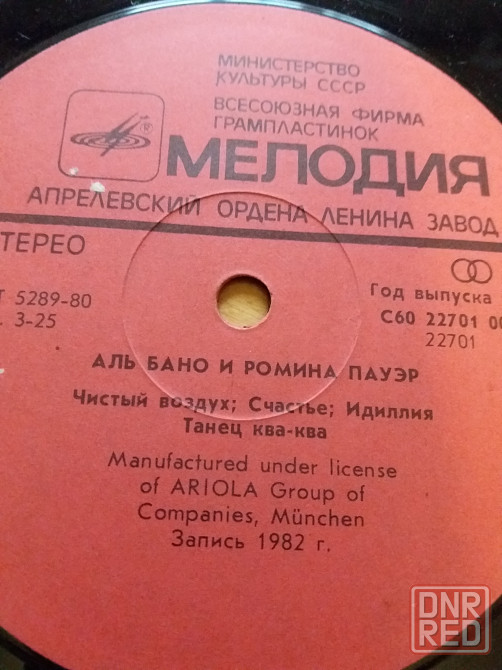 МИНИСТЕРСТВО
КУЛЬТУРЫ СССР
ВСЕСОЮЗНАЯ ФИРМА
ГРАМПЛАСТИНОК
МЕЛОДИЯ
АПРЕЛЕВСКИЙ ОРДЕНА ЛЕНИНА ЗАВОД
ТЕРЕО
Т 5289-80
. 3-25
Год выпуска
С60 22701 00
22701
АЛЬ БАНО И РОМИНА ПАУЭР
Чистый воздух; Счастье; Идиллия
Танец ква-ква
Manufactured under license
of ARIOLA Group of
Companies, München
Запись 1982 г.
DNR
RED